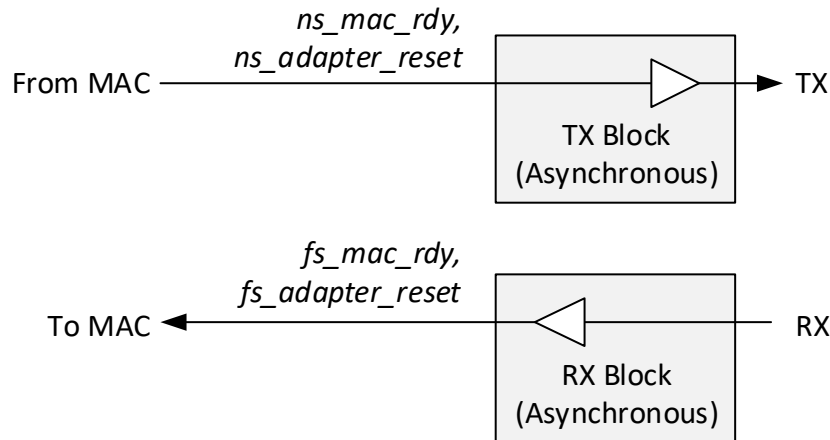 ns_mac_rdy,
ns_adapter_reset
From MAC
TX
TX Block
(Asynchronous)
fs_mac_rdy,
fs_adapter_reset
To MAC
RX
RX Block
(Asynchronous)